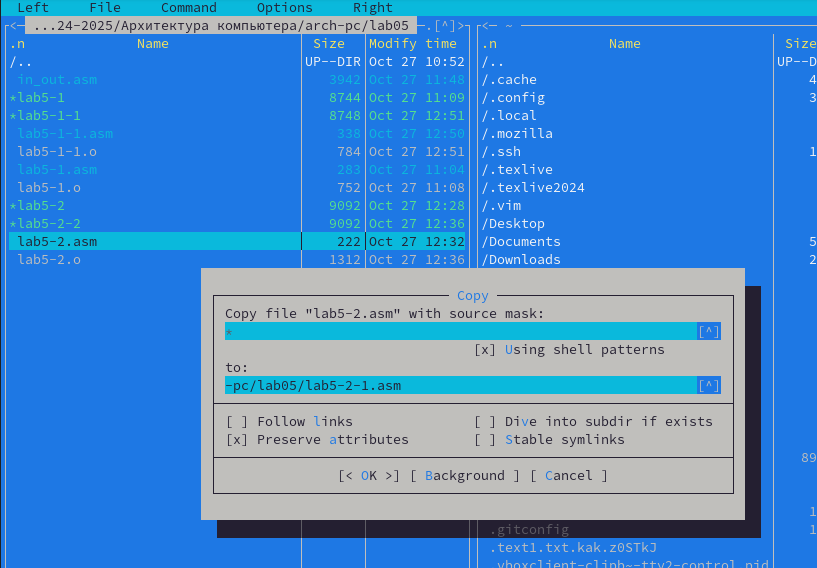 Left File Command Options Right
<— ...24-2025/Архитектура компьютера/arch-pc/lab05 —.[^]> <— ~
.n Name Size Modify time .n Name Size
/.. UP--DIR Oct 27 10:52 /.. UP--D
in_out.asm 3942 Oct 27 11:48 /.cache 4
*lab5-1 8744 Oct 27 11:09 /.config 3
*lab5-1-1 8748 Oct 27 12:51 /.local
lab5-1-1.asm 338 Oct 27 12:50 /.mozilla
lab5-1-1.o 784 Oct 27 12:51 /.ssh 1
lab5-1.asm 283 Oct 27 11:04 /.texlive
lab5-1.o 752 Oct 27 11:08 /.texlive2024
*lab5-2 9092 Oct 27 12:28 /.vim
*lab5-2-2 9092 Oct 27 12:36 /Desktop
lab5-2.asm 222 Oct 27 12:32 /Documents 5
lab5-2.o 1312 Oct 27 12:36 /Downloads 2
Copy
Copy file "lab5-2.asm" with source mask:
* [^]
[x] Using shell patterns
to:
-pc/lab05/lab5-2-1.asm [^]
[ ] Follow links [ ] Dive into subdir if exists
[x] Preserve attributes [ ] Stable symlinks
89
[< OK >] [ Background ] [ Cancel ]
1
.gitconfig 1
.text1.txt.kak.z0STkJ
.vboxclient-clipb~-tty2-control.pid